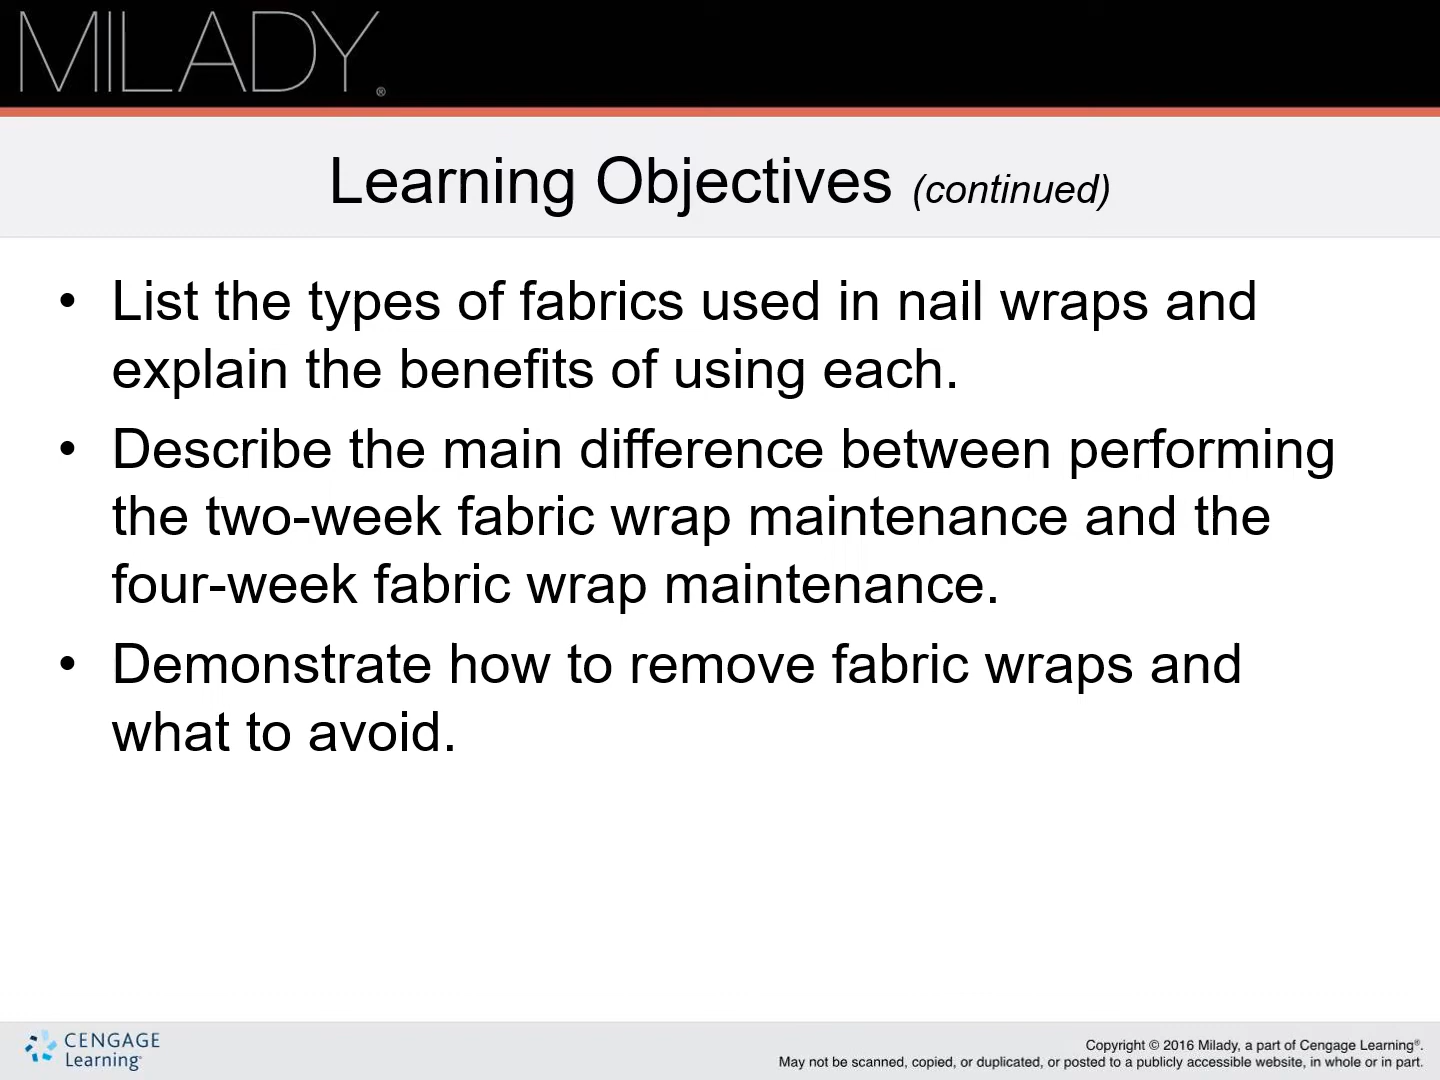 MILADY®
Learning Objectives (continued)
• List the types of fabrics used in nail wraps and
explain the benefits of using each.
• Describe the main difference between performing
the two-week fabric wrap maintenance and the
four-week fabric wrap maintenance.
• Demonstrate how to remove fabric wraps and
what to avoid.
CENGAGE
Learning
Copyright © 2016 Milady, a part of Cengage Learning®.
May not be scanned, copied, or duplicated, or posted to a publicly accessible website, in whole or in part.